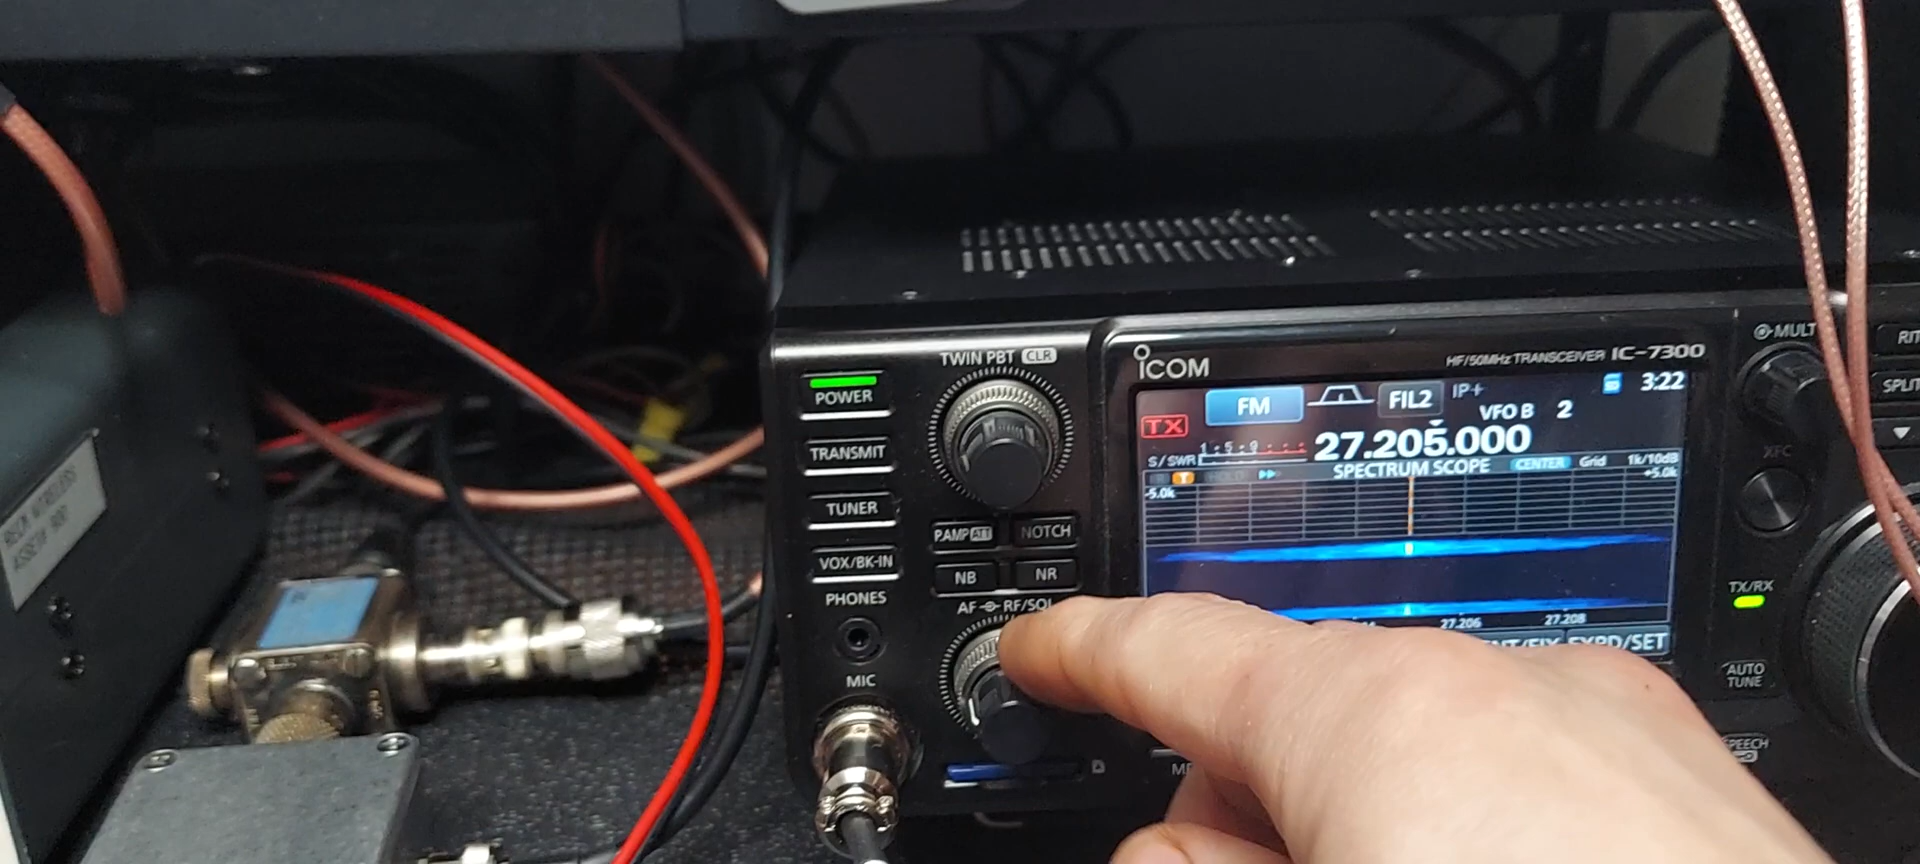 TWIN PBT CLR
POWER
TRANSMIT
TUNER
VOX/BK-IN
PHONES
MIC
P.AMP ATT
NOTCH
NB
NR
AF RF/SQL
ICOM
HF/50MHz TRANSCEIVER IC-7300
FM
FIL2
IP+
3:22
VFO B 2
TX
27.205.000
S/SWR
1 5 9
SPECTRUM SCOPE
CENTER
Grid
1k/10dB
T
-5.0k
+5.0k
27.206
27.208
EXPD/SET
MULTI
RIT
SPLIT
XFC
TX/RX
AUTO
TUNE
SPEECH